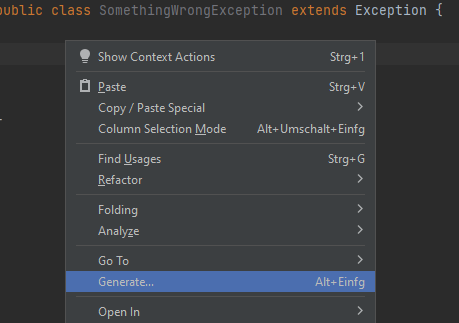 public class SomethingWrongException extends Exception {
Show Context Actions Strg+1
Paste Strg+V
Copy / Paste Special
Column Selection Mode Alt+Umschalt+Einfg
Find Usages Strg+G
Refactor
Folding
Analyze
Go To
Generate... Alt+Einfg
Open In